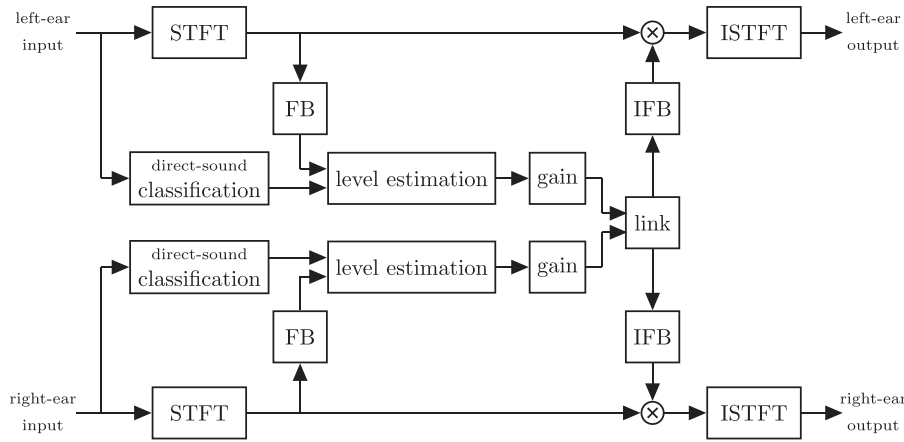 left-ear
input
STFT
ISTFT
left-ear
output
FB
IFB
direct-sound
classification
level estimation
gain
link
direct-sound
classification
level estimation
gain
FB
IFB
right-ear
input
STFT
ISTFT
right-ear
output